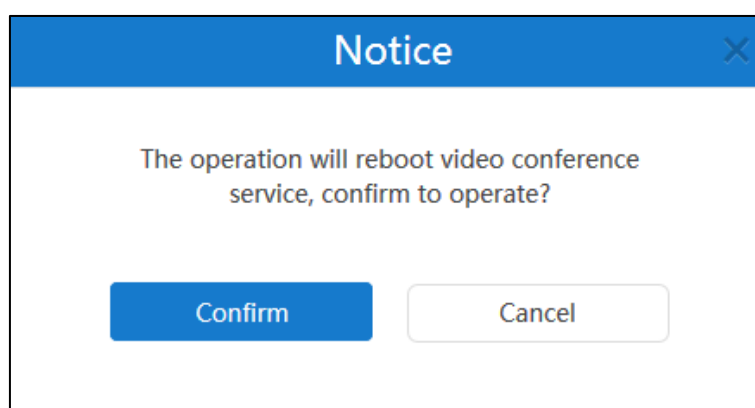 Notice
The operation will reboot video conference
service, confirm to operate?
Confirm
Cancel